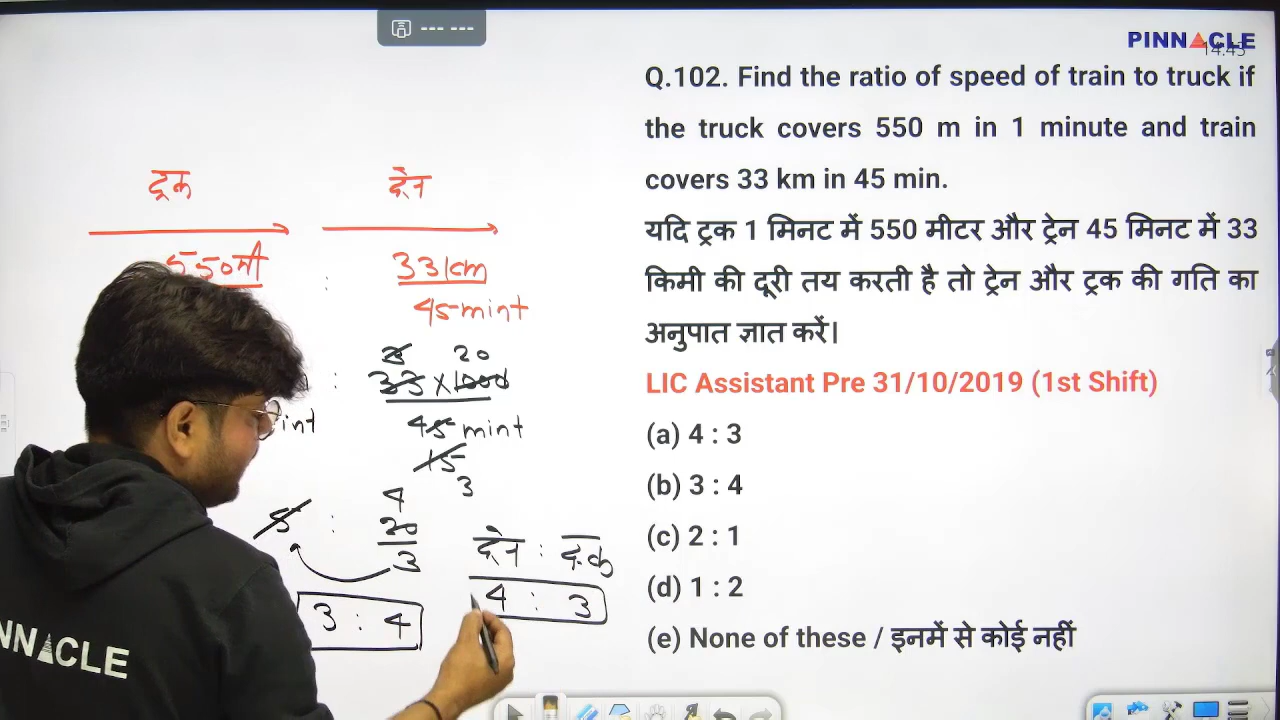 --- ---
PINNACLE
14:43
Q.102. Find the ratio of speed of train to truck if
the truck covers 550 m in 1 minute and train
covers 33 km in 45 min.
यदि ट्रक 1 मिनट में 550 मीटर और ट्रेन 45 मिनट में 33
किमी की दूरी तय करती है तो ट्रेन और ट्रक की गति का
अनुपात ज्ञात करें।
LIC Assistant Pre 31/10/2019 (1st Shift)
(a) 4 : 3
(b) 3 : 4
(c) 2 : 1
(d) 1 : 2
(e) None of these / इनमें से कोई नहीं
ट्रक ट्रेन
550मी : 33km
45mint
20
: 33 x 1000
int 45 mint
15
3
4
5 : 20
3
3 : 4
ट्रेन : ट्रक
4 : 3
NNACLE